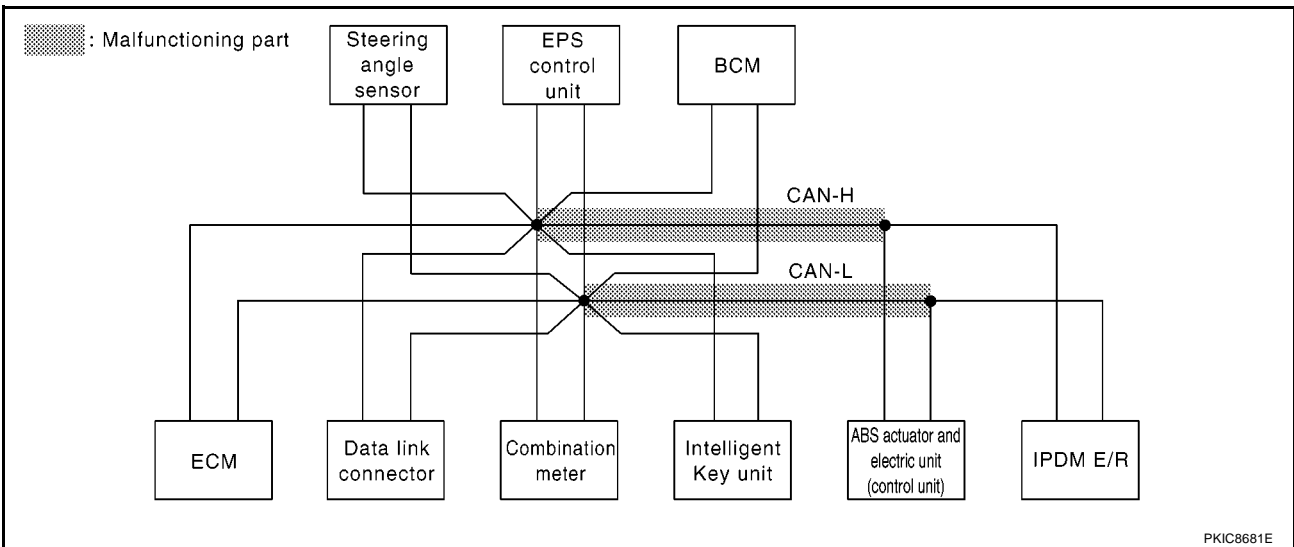 : Malfunctioning part
Steering
angle
sensor
EPS
control
unit
BCM
CAN-H
CAN-L
ECM
Data link
connector
Combination
meter
Intelligent
Key unit
ABS actuator and
electric unit
(control unit)
IPDM E/R
PKIC8681E